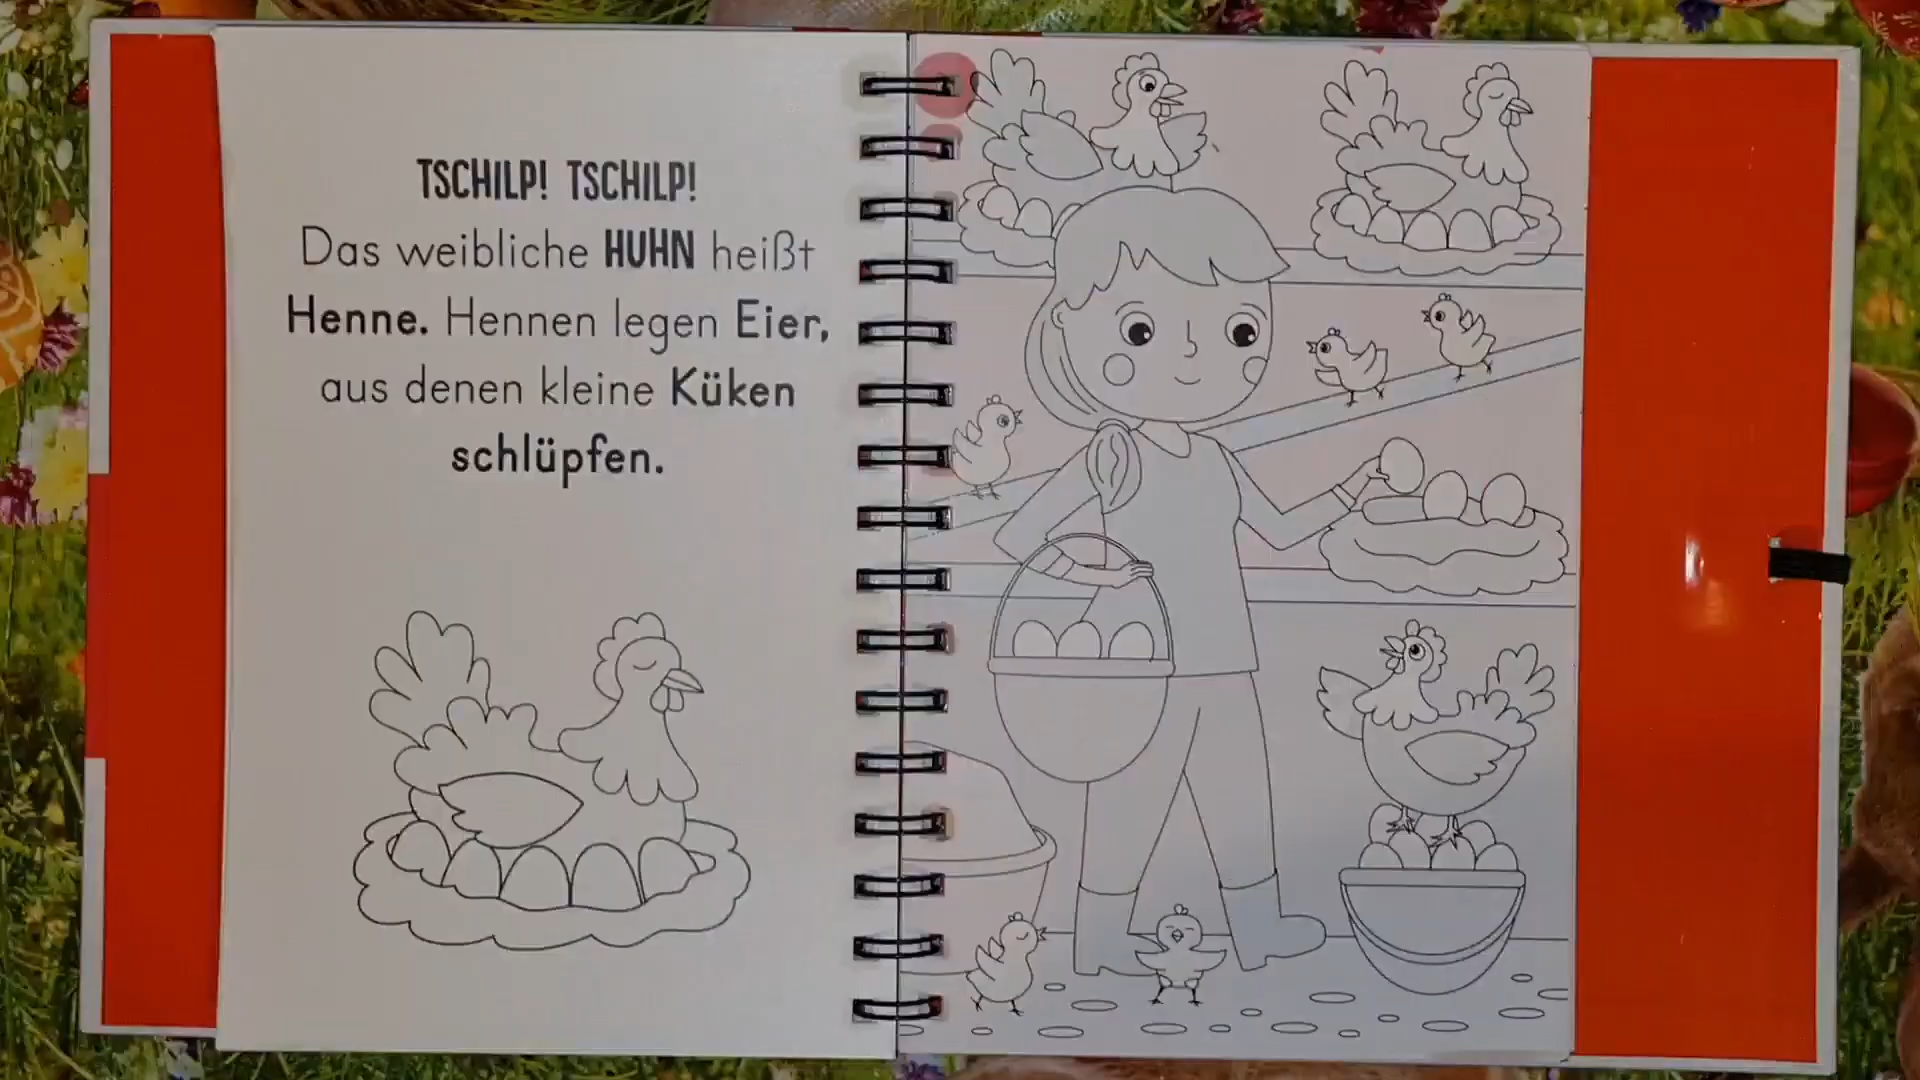 TSCHILP! TSCHILP!
Das weibliche HUHN heißt
Henne. Hennen legen Eier,
aus denen kleine Küken
schlüpfen.